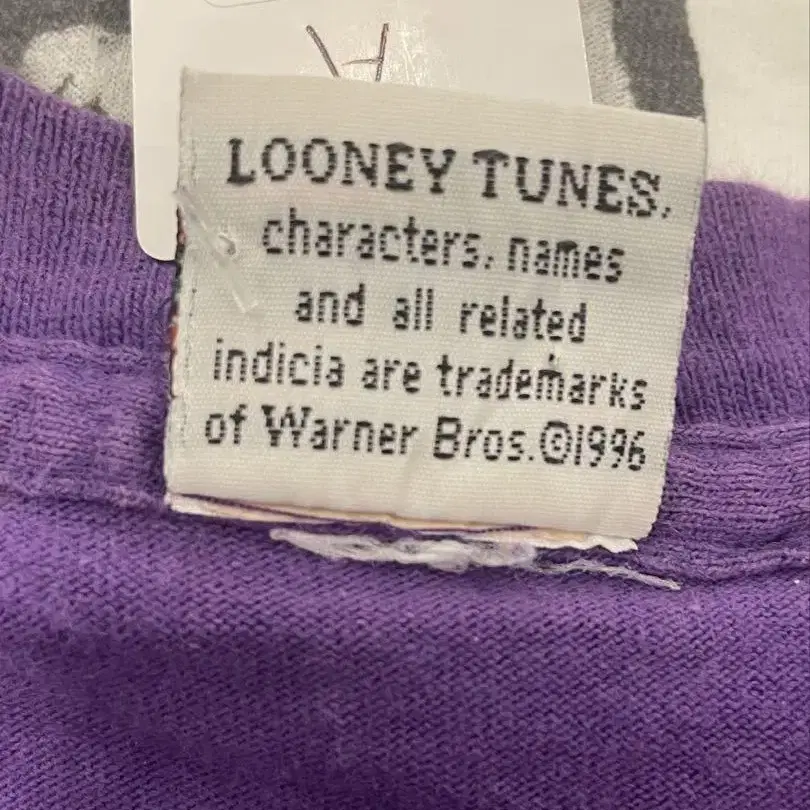 LOONEY TUNES,
characters, names
and all related
indicia are trademarks
of Warner Bros.©1996